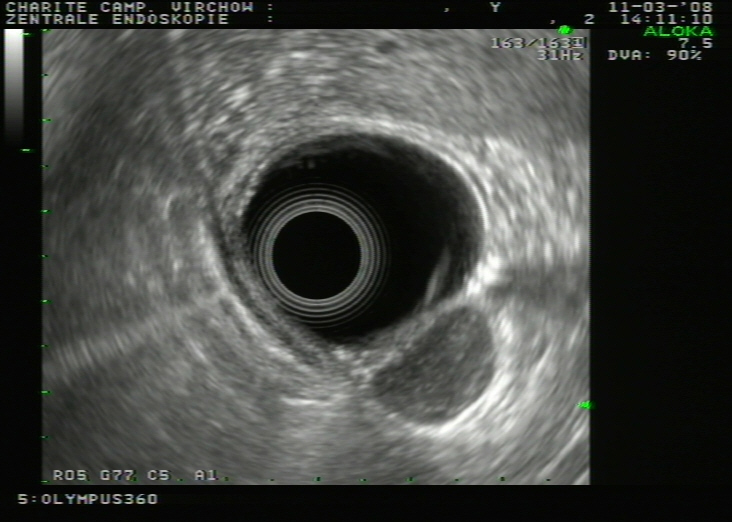 CHARITE CAMP. VIRCHOW : , Y 11-03-'08
ZENTRALE ENDOSKOPIE : , 2 14:11:10
ALOKA
163/163 7.5
31Hz DVA: 90%
R05 G77 C5 A1
5:OLYMPUS360